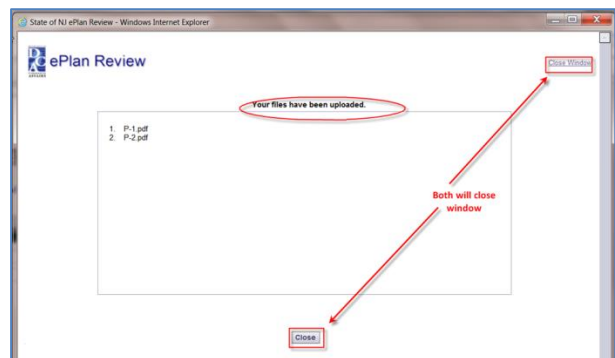 State of NJ ePlan Review - Windows Internet Explorer
ePlan Review
Close Window
Your files have been uploaded.
1. P-1.pdf
2. P-2.pdf
Both will close
window
Close